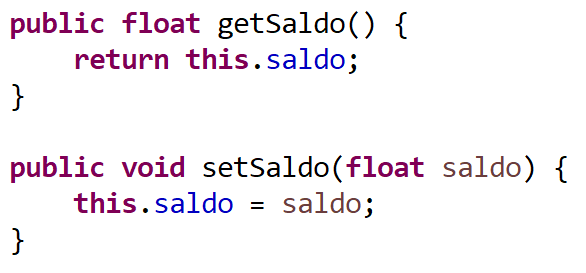 public float getSaldo() {
    return this.saldo;
}

public void setSaldo(float saldo) {
    this.saldo = saldo;
}